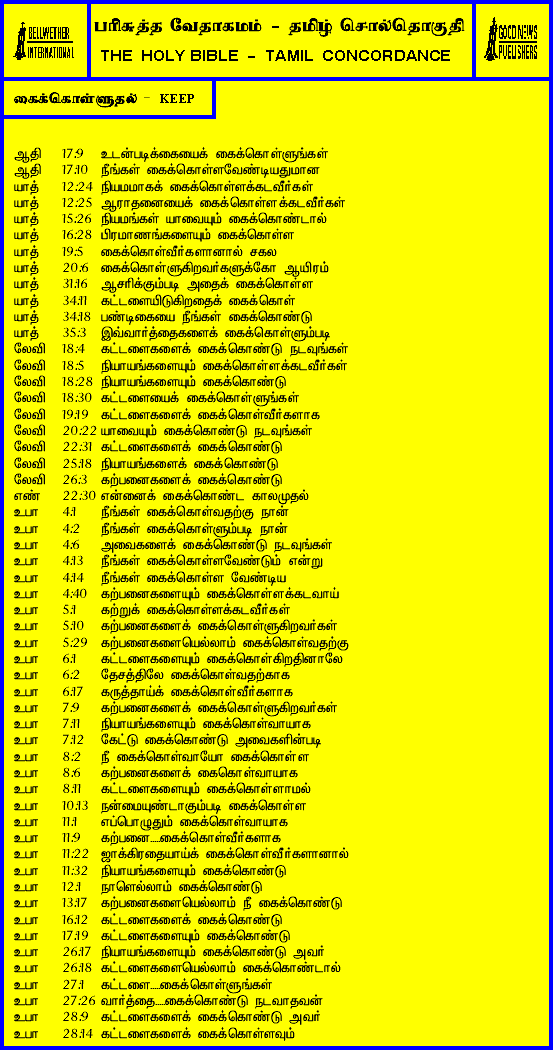 BELLWETHER
INTERNATIONAL
பரிசுத்த வேதாகமம் - தமிழ் சொல்தொகுதி
THE HOLY BIBLE - TAMIL CONCORDANCE
GOOD NEWS
PUBLISHERS
கைக்கொள்ளுதல் - KEEP
ஆதி 17:9 உடன்படிக்கையைக் கைக்கொள்ளுங்கள்
ஆதி 17:10 நீங்கள் கைக்கொள்ளவேண்டியதுமான
யாத் 12:24 நியமமாகக் கைக்கொள்ளக்கடவீர்கள்
யாத் 12:25 ஆராதனையைக் கைக்கொள்ளக்கடவீர்கள்
யாத் 15:26 நியமங்கள் யாவையும் கைக்கொண்டால்
யாத் 16:28 பிரமாணங்களையும் கைக்கொள்ள
யாத் 19:5 கைக்கொள்வீர்களானால் சகல
யாத் 20:6 கைக்கொள்ளுகிறவர்களுக்கோ ஆயிரம்
யாத் 31:16 ஆசரிக்கும்படி அதைக் கைக்கொள்ள
யாத் 34:11 கட்டளையிடுகிறதைக் கைக்கொள்
யாத் 34:18 பண்டிகையை நீங்கள் கைக்கொண்டு
யாத் 35:3 இவ்வார்த்தைகளைக் கைக்கொள்ளும்படி
லேவி 18:4 கட்டளைகளைக் கைக்கொண்டு நடவுங்கள்
லேவி 18:5 நியாயங்களையும் கைக்கொள்ளக்கடவீர்கள்
லேவி 18:28 நியாயங்களையும் கைக்கொண்டு
லேவி 18:30 கட்டளையைக் கைக்கொள்ளுங்கள்
லேவி 19:19 கட்டளைகளைக் கைக்கொள்வீர்களாக
லேவி 20:22 யாவையும் கைக்கொண்டு நடவுங்கள்
லேவி 22:31 கட்டளைகளைக் கைக்கொண்டு
லேவி 25:18 நியாயங்களைக் கைக்கொண்டு
லேவி 26:3 கற்பனைகளைக் கைக்கொண்டு
எண் 22:30 என்னைக் கைக்கொண்ட காலமுதல்
உபா 4:1 நீங்கள் கைக்கொள்வதற்கு நான்
உபா 4:2 நீங்கள் கைக்கொள்ளும்படி நான்
உபா 4:6 அவைகளைக் கைக்கொண்டு நடவுங்கள்
உபா 4:13 நீங்கள் கைக்கொள்ளவேண்டும் என்று
உபா 4:14 நீங்கள் கைக்கொள்ள வேண்டிய
உபா 4:40 கற்பனைகளையும் கைக்கொள்ளக்கடவாய்
உபா 5:1 கற்றுக் கைக்கொள்ளக்கடவீர்கள்
உபா 5:10 கற்பனைகளைக் கைக்கொள்ளுகிறவர்கள்
உபா 5:29 கற்பனைகளையெல்லாம் கைக்கொள்வதற்கு
உபா 6:1 கட்டளைகளையும் கைக்கொள்கிறதினாலே
உபா 6:2 தேசத்திலே கைக்கொள்வதற்காக
உபா 6:17 கருத்தாய்க் கைக்கொள்வீர்களாக
உபா 7:9 கற்பனைகளைக் கைக்கொள்ளுகிறவர்கள்
உபா 7:11 நியாயங்களையும் கைக்கொள்வாயாக
உபா 7:12 கேட்டு கைக்கொண்டு அவைகளின்படி
உபா 8:2 நீ கைக்கொள்வாயோ கைக்கொள்ள
உபா 8:6 கற்பனைகளைக் கைகொள்வாயாக
உபா 8:11 கட்டளைகளையும் கைக்கொள்ளாமல்
உபா 10:13 நன்மையுண்டாகும்படி கைக்கொள்ள
உபா 11:1 எப்பொழுதும் கைக்கொள்வாயாக
உபா 11:9 கற்பனை....கைக்கொள்வீர்களாக
உபா 11:22 ஜாக்கிரதையாய்க் கைக்கொள்வீர்களானால்
உபா 11:32 நியாயங்களையும் கைக்கொண்டு
உபா 12:1 நாளெல்லாம் கைக்கொண்டு
உபா 13:17 கற்பனைகளையெல்லாம் நீ கைக்கொண்டு
உபா 16:12 கட்டளைகளைக் கைக்கொண்டு
உபா 17:19 கட்டளைகளையும் கைக்கொண்டு
உபா 26:17 நியாயங்களையும் கைக்கொண்டு அவர்
உபா 26:18 கட்டளைகளையெல்லாம் கைக்கொண்டால்
உபா 27:1 கட்டளை....கைக்கொள்ளுங்கள்
உபா 27:26 வார்த்தை....கைக்கொண்டு நடவாதவன்
உபா 28:9 கட்டளைகளைக் கைக்கொண்டு அவர்
உபா 28:14 கட்டளைகளைக் கைக்கொள்ளவும்